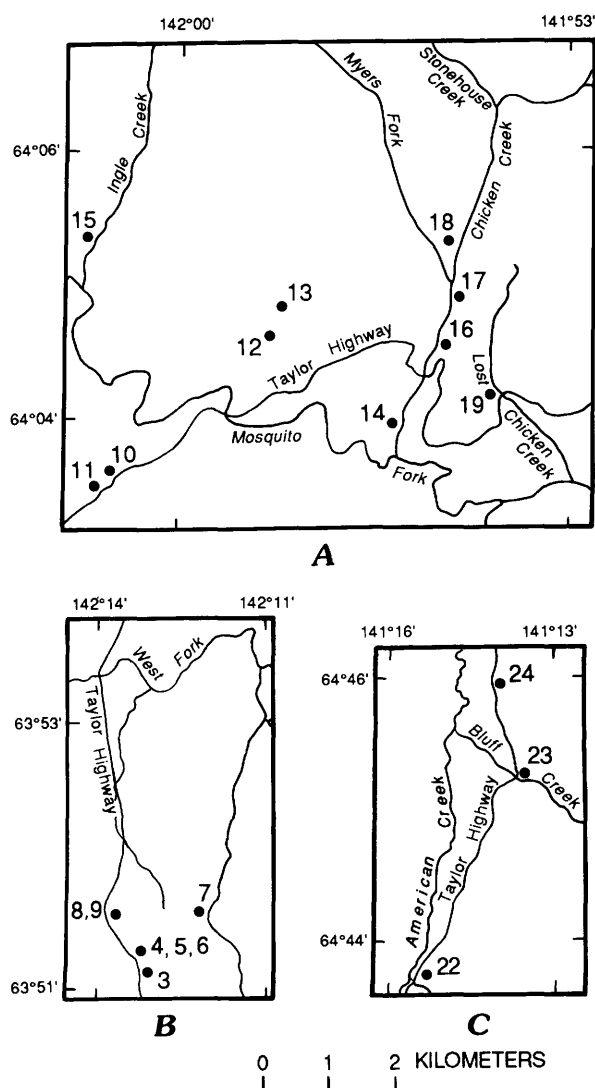 142°00'
141°53'
Stonehouse Creek
Myers Fork
Ingle Creek
Chicken Creek
64°06'
15
18
17
13
12
16
Taylor Highway
Lost Chicken Creek
19
14
64°04'
Mosquito Fork
10
11
A
142°14'
142°11'
West Fork
Taylor Highway
63°53'
7
8,9
4, 5, 6
3
63°51'
B
141°16'
141°13'
64°46'
24
Bluff Creek
23
American Creek
Taylor Highway
64°44'
22
C
0 1 2 KILOMETERS